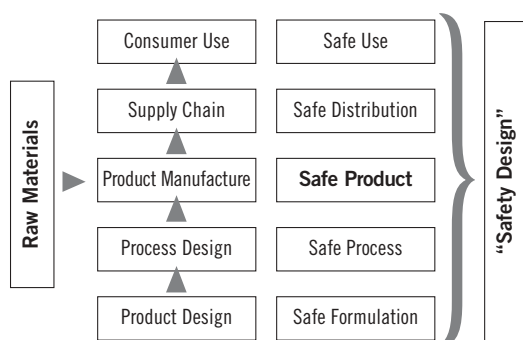 Raw Materials
Consumer Use
Safe Use
Supply Chain
Safe Distribution
Product Manufacture
Safe Product
Process Design
Safe Process
Product Design
Safe Formulation
“Safety Design”